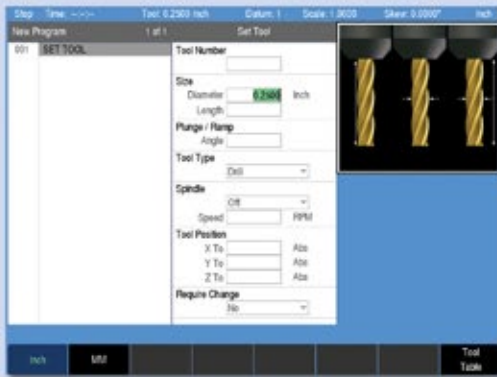 Step Time: --:--:-- Tool: 0.2500 Inch Datum: 1 Scale: 1.0000 Skew: 0.0000° Inch
New Program 1 of 1 Set Tool
001 SET TOOL
Tool Number
Size
Diameter 0.2500 Inch
Length
Plunge / Ramp
Angle
Tool Type
Drill
Spindle
Off
Speed RPM
Tool Position
X To Abs
Y To Abs
Z To Abs
Require Change
No
Inch MM Tool Table